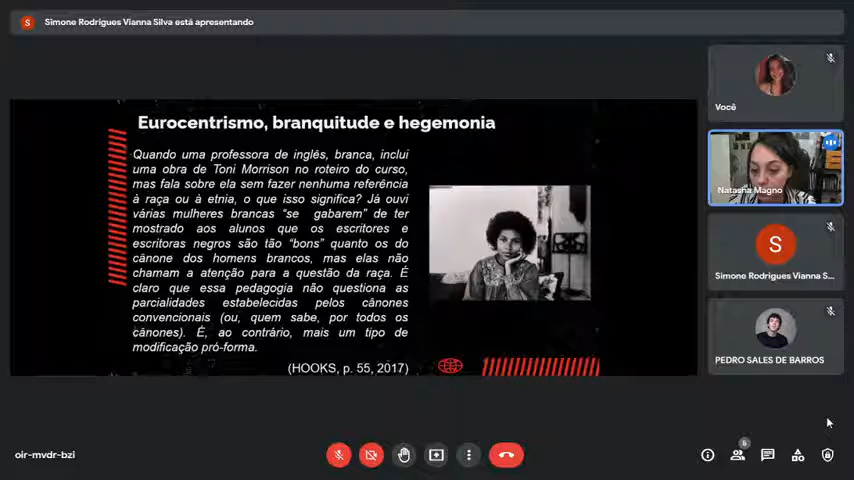 S Simone Rodrigues Vianna Silva está apresentando
Eurocentrismo, branquitude e hegemonia
Quando uma professora de inglês, branca, inclui
uma obra de Toni Morrison no roteiro do curso,
mas fala sobre ela sem fazer nenhuma referência
à raça ou à etnia, o que isso significa? Já ouvi
várias mulheres brancas “se gabarem” de ter
mostrado aos alunos que os escritores e
escritoras negros são tão “bons” quanto os do
cânone dos homens brancos, mas elas não
chamam a atenção para a questão da raça. É
claro que essa pedagogia não questiona as
parcialidades estabelecidas pelos cânones
convencionais (ou, quem sabe, por todos os
cânones). É, ao contrário, mais um tipo de
modificação pró-forma.
(HOOKS, p. 55, 2017)
Você
Natasha Magno
S
Simone Rodrigues Vianna S...
PEDRO SALES DE BARROS
oir-mvdr-bzi
5